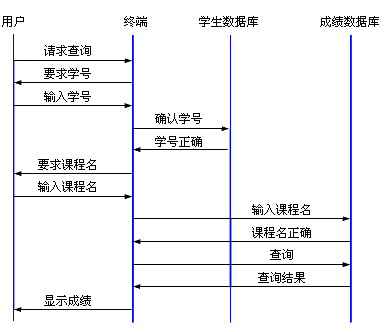 用户 终端 学生数据库 成绩数据库
请求查询
要求学号
输入学号
确认学号
学号正确
要求课程名
输入课程名
输入课程名
课程名正确
查询
查询结果
显示成绩